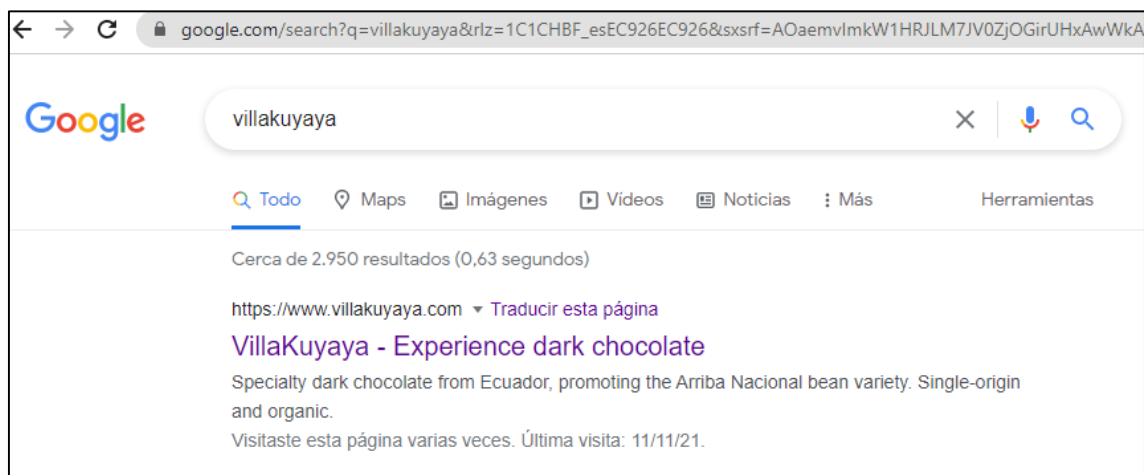 google.com/search?q=villakuyaya&rlz=1C1CHBF_esEC926EC926&sxsrf=AOaemvImkW1HRJLM7JV0ZjOGirUHxAwWkA
Google villakuyaya
Todo Maps Imágenes Vídeos Noticias Más Herramientas
Cerca de 2.950 resultados (0,63 segundos)
https://www.villakuyaya.com Traducir esta página
VillaKuyaya - Experience dark chocolate
Specialty dark chocolate from Ecuador, promoting the Arriba Nacional bean variety. Single-origin
and organic.
Visitaste esta página varias veces. Última visita: 11/11/21.